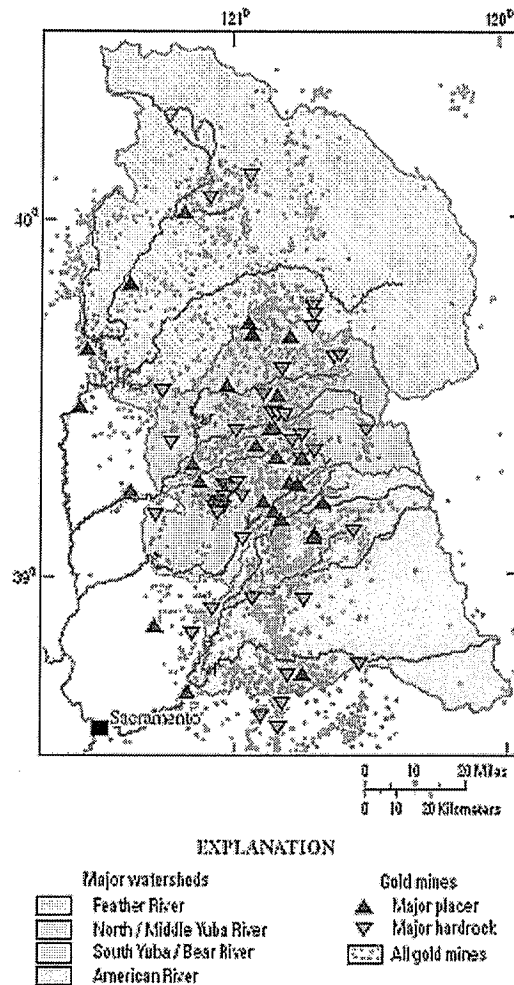 121° 120°
40°
39°
Sacramento
0 10 20 Miles
0 10 20 Kilometers
EXPLANATION
Major watersheds
Feather River
North / Middle Yuba River
South Yuba / Bear River
American River
Gold mines
Major placer
Major hardrock
All gold mines